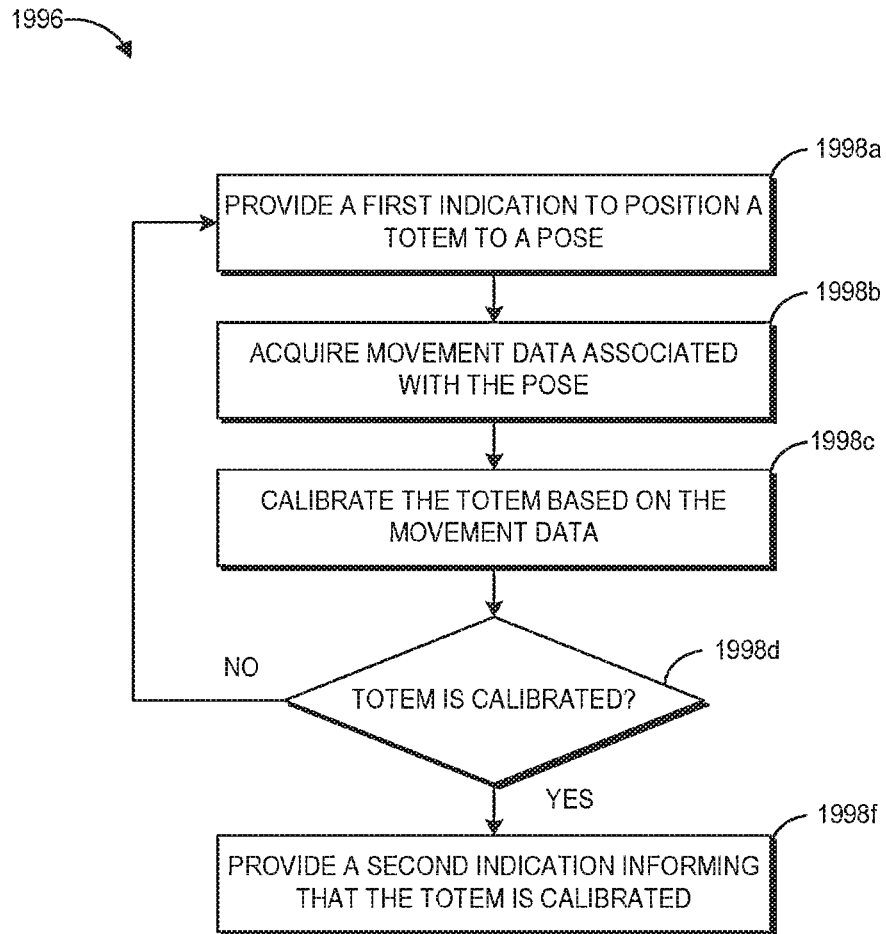 1996
1998a
PROVIDE A FIRST INDICATION TO POSITION A
TOTEM TO A POSE
1998b
ACQUIRE MOVEMENT DATA ASSOCIATED
WITH THE POSE
1998c
CALIBRATE THE TOTEM BASED ON THE
MOVEMENT DATA
1998d
NO
TOTEM IS CALIBRATED?
YES
1998f
PROVIDE A SECOND INDICATION INFORMING
THAT THE TOTEM IS CALIBRATED